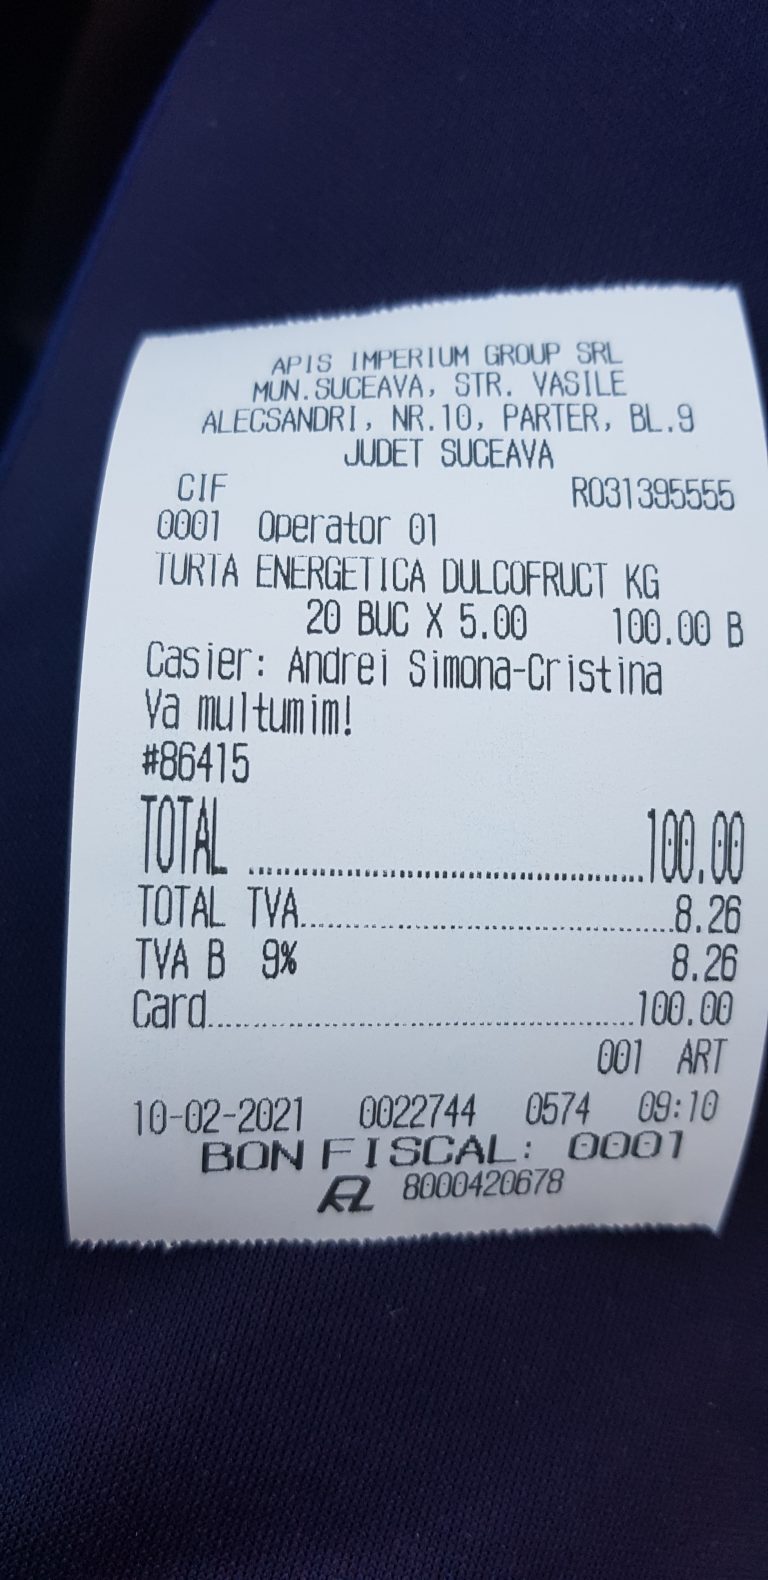 APIS IMPERIUM GROUP SRL
MUN.SUCEAVA, STR. VASILE
ALECSANDRI, NR.10, PARTER, BL.9
JUDET SUCEAVA
CIF RO31395555
0001 Operator 01
TURTA ENERGETICA DULCOFRUCT KG
20 BUC X 5.00 100.00 B
Casier: Andrei Simona-Cristina
Va multumim!
#86415
TOTAL ........................................100.00
TOTAL TVA........................................8.26
TVA B 9% 8.26
Card........................................100.00
001 ART
10-02-2021 0022744 0574 09:10
BON FISCAL: 0001
8000420678